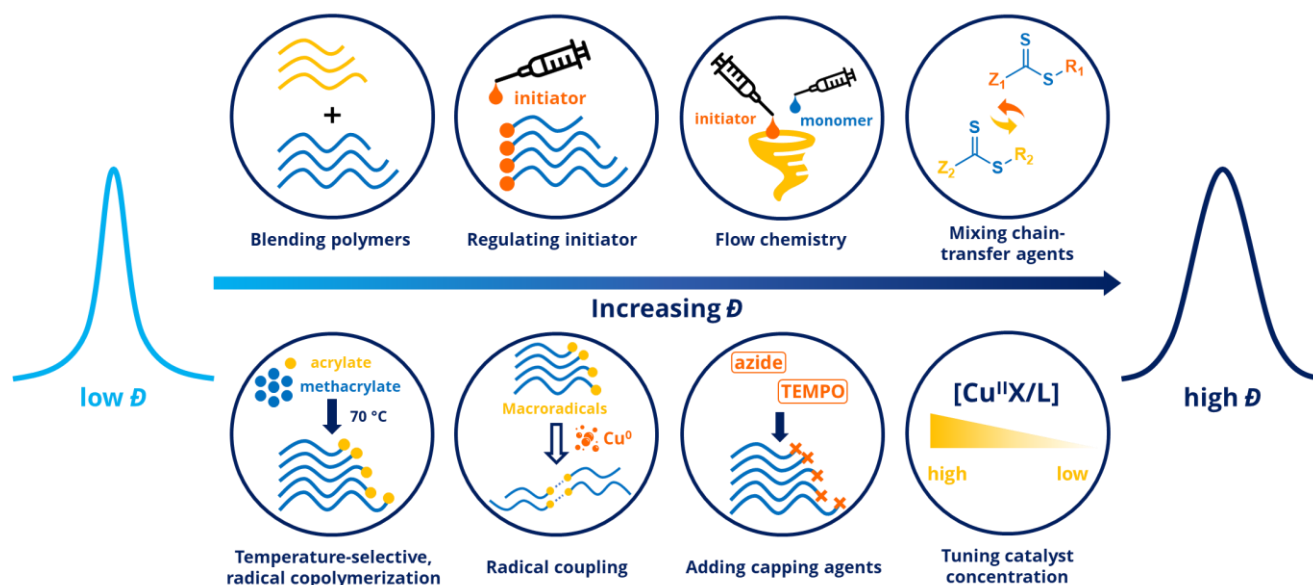 +
Blending polymers
initiator
Regulating initiator
initiator
monomer
Flow chemistry
S
Z1
S
R1
S
Z2
S
R2
Mixing chain-
transfer agents
Increasing Đ
low Đ
high Đ
acrylate
methacrylate
70 °C
Temperature-selective,
radical copolymerization
Macroradicals
Cu⁰
Radical coupling
azide
TEMPO
Adding capping agents
[CuᴵᴵX/L]
high
low
Tuning catalyst
concentration